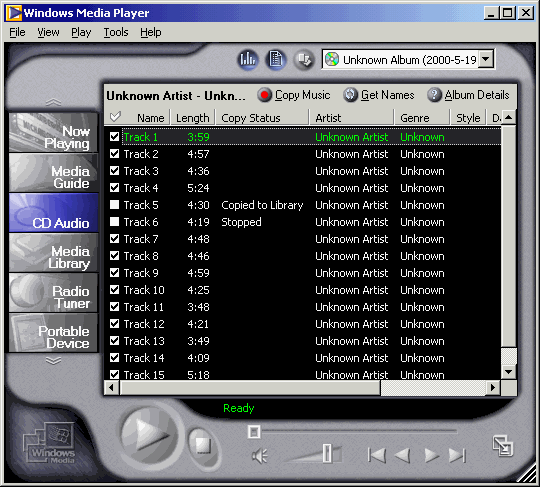 Windows Media Player
File View Play Tools Help
Unknown Album (2000-5-19
Unknown Artist - Unkn... Copy Music Get Names Album Details
Name Length Copy Status Artist Genre Style Da
Track 1 3:59 Unknown Artist Unknown
Track 2 4:57 Unknown Artist Unknown
Track 3 4:36 Unknown Artist Unknown
Track 4 5:24 Unknown Artist Unknown
Track 5 4:30 Copied to Library Unknown Artist Unknown
Track 6 4:19 Stopped Unknown Artist Unknown
Track 7 4:48 Unknown Artist Unknown
Track 8 4:46 Unknown Artist Unknown
Track 9 4:59 Unknown Artist Unknown
Track 10 4:25 Unknown Artist Unknown
Track 11 3:48 Unknown Artist Unknown
Track 12 4:21 Unknown Artist Unknown
Track 13 3:49 Unknown Artist Unknown
Track 14 4:09 Unknown Artist Unknown
Track 15 5:18 Unknown Artist Unknown
Now
Playing
Media
Guide
CD Audio
Media
Library
Radio
Tuner
Portable
Device
Ready
Windows
Media